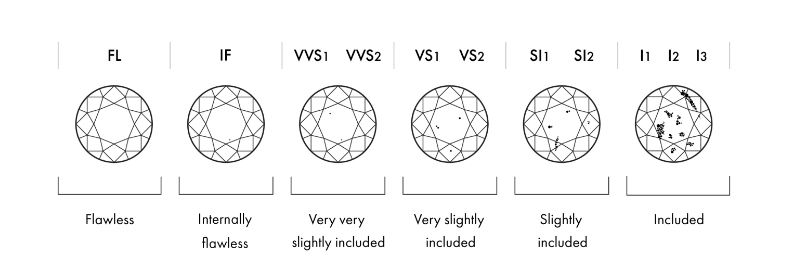 FL IF VVS1 VVS2 VS1 VS2 SI1 SI2 I1 I2 I3
Flawless Internally Very very Very slightly Slightly Included
flawless slightly included included included